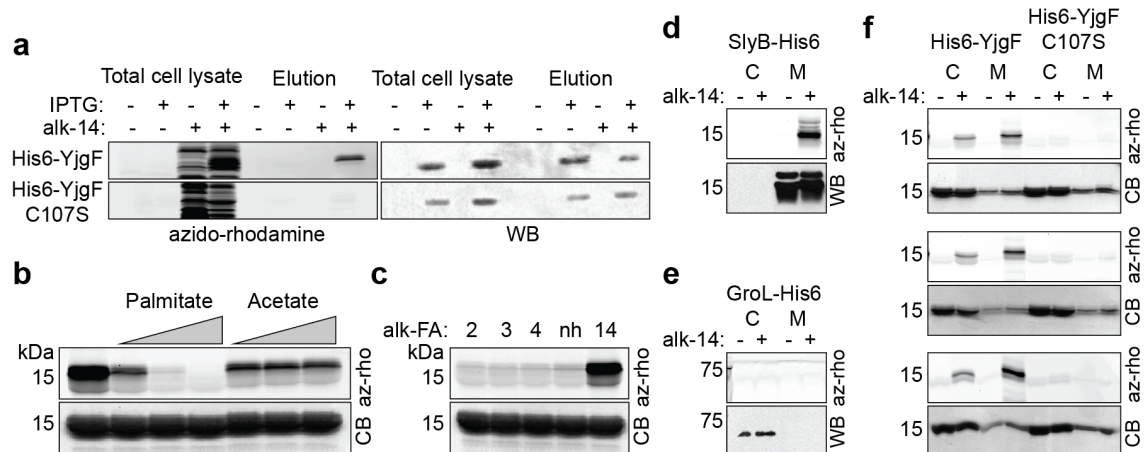 a
Total cell lysate Elution Total cell lysate Elution
IPTG: - + - + - + - + - + - + - + - +
alk-14: - - + + - - + + - - + + - - + +
His6-YjgF
His6-YjgF
C107S
azido-rhodamine WB
b
Palmitate Acetate
kDa
15 az-rho
15 CB
c
alk-FA: 2 3 4 nh 14
kDa
15 az-rho
15 CB
d
SlyB-His6
C M
alk-14: - + - +
15 az-rho
15 WB
e
GroL-His6
C M
alk-14: - + - +
75 az-rho
75 WB
f
His6-YjgF His6-YjgF
C107S
C M C M
alk-14: - + - + - + - +
15 az-rho
15 CB
15 az-rho
15 CB
15 az-rho
15 CB